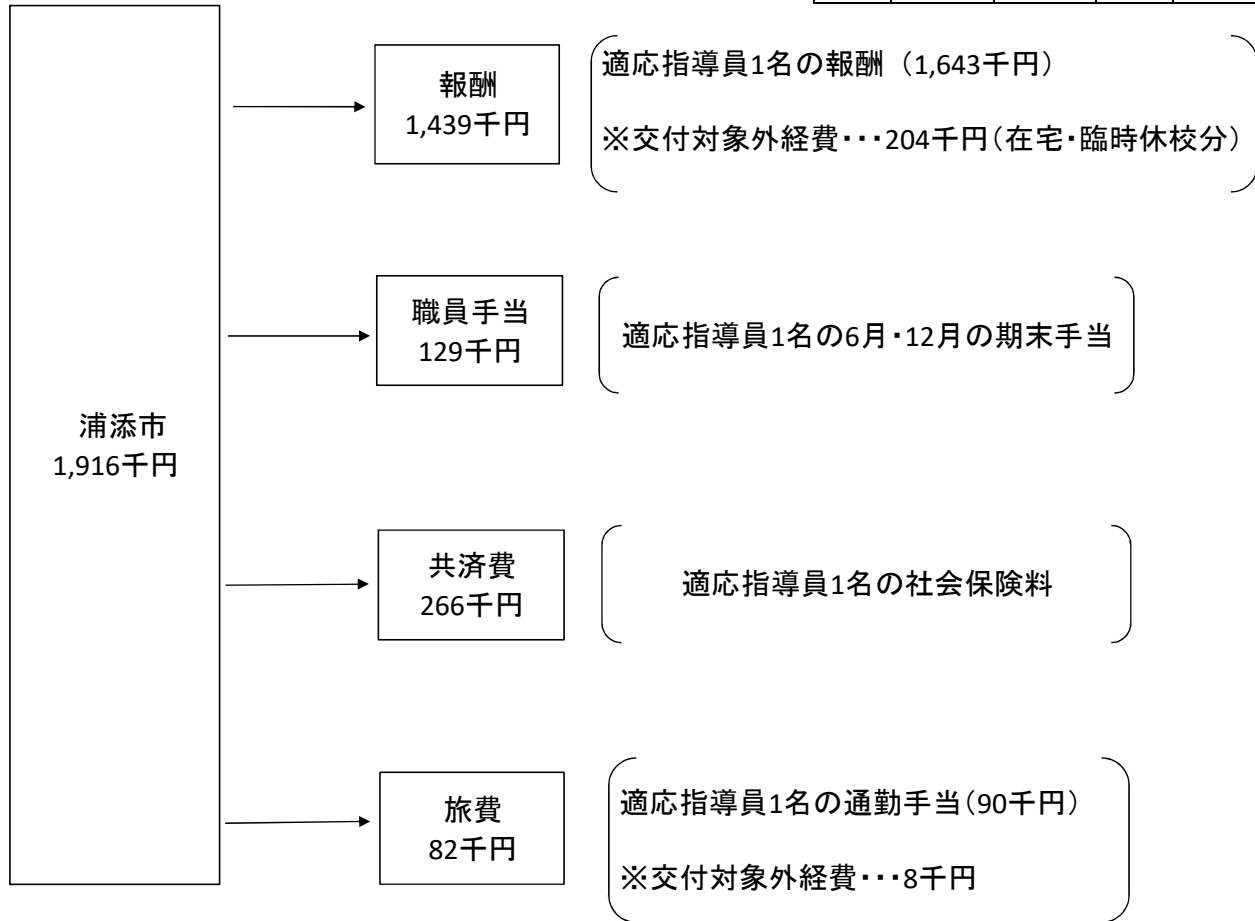 浦添市
1,916千円
報酬
1,439千円
適応指導員1名の報酬（1,643千円）
※交付対象外経費･･･204千円（在宅・臨時休校分）
職員手当
129千円
適応指導員1名の6月・12月の期末手当
共済費
266千円
適応指導員1名の社会保険料
旅費
82千円
適応指導員1名の通勤手当（90千円）
※交付対象外経費･･･8千円